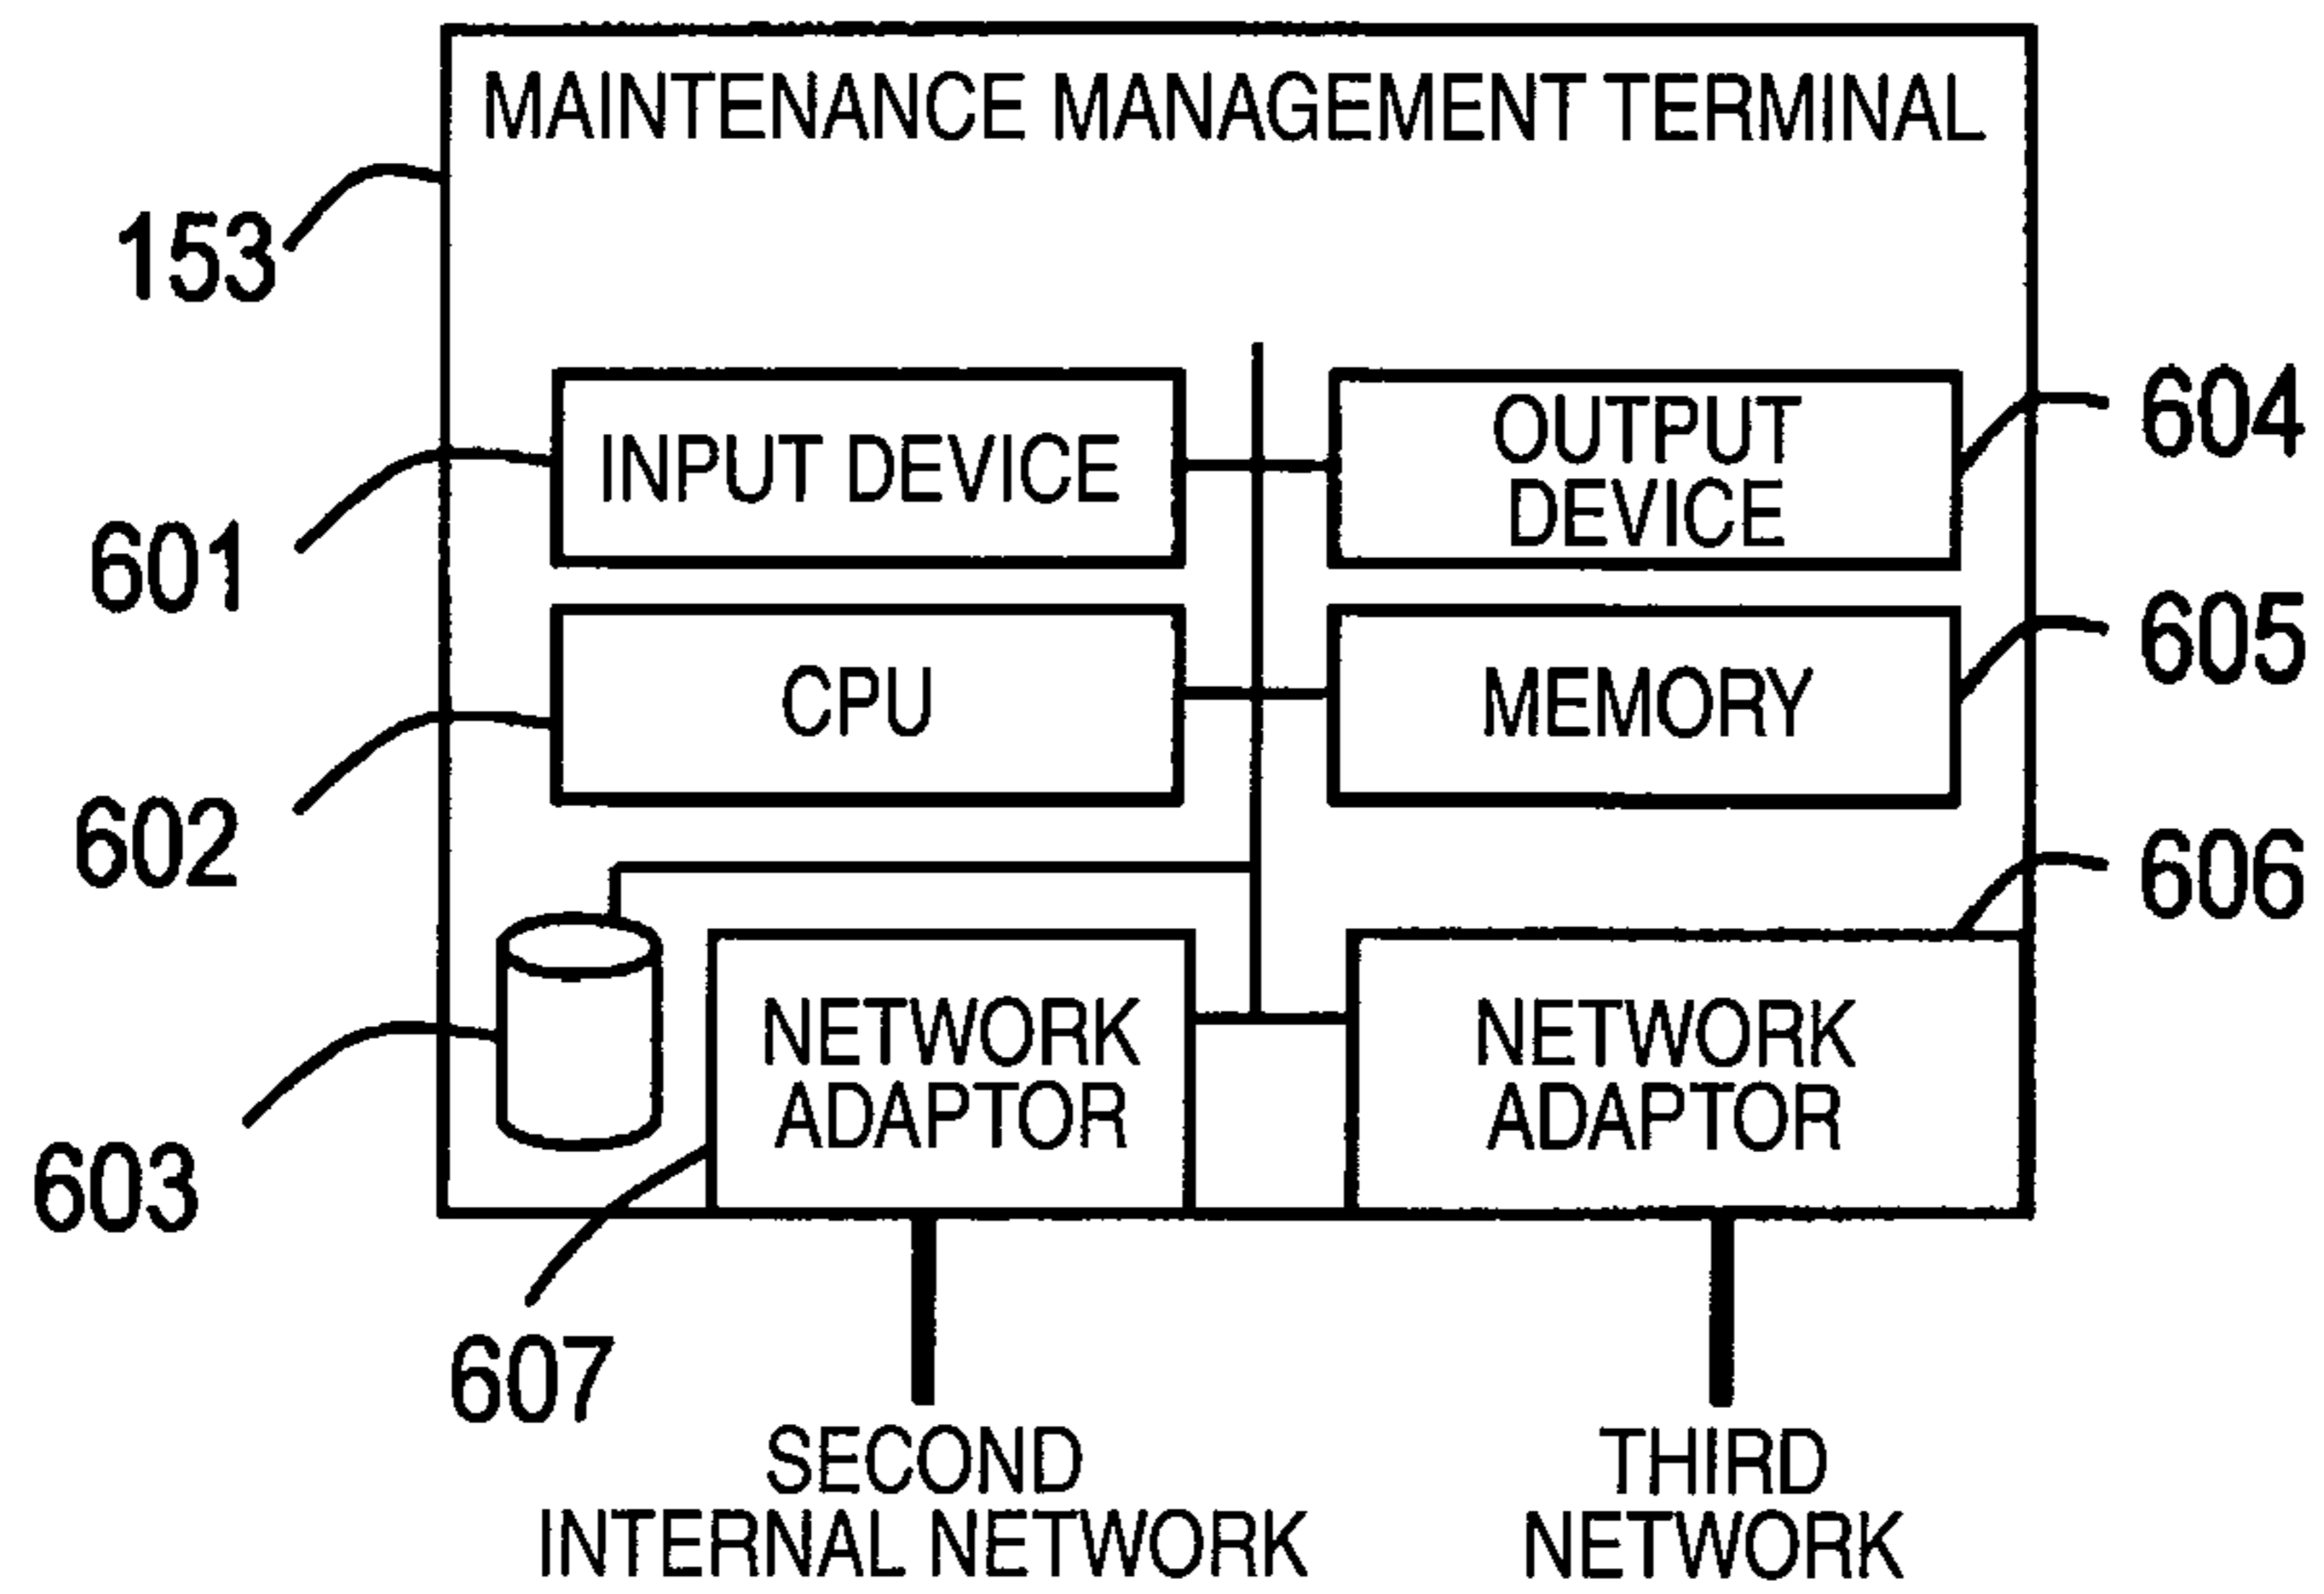 MAINTENANCE MANAGEMENT TERMINAL
153
INPUT DEVICE
601
OUTPUT
DEVICE
604
CPU
602
MEMORY
605
603
NETWORK
ADAPTOR
607
NETWORK
ADAPTOR
606
SECOND
INTERNAL NETWORK
THIRD
NETWORK